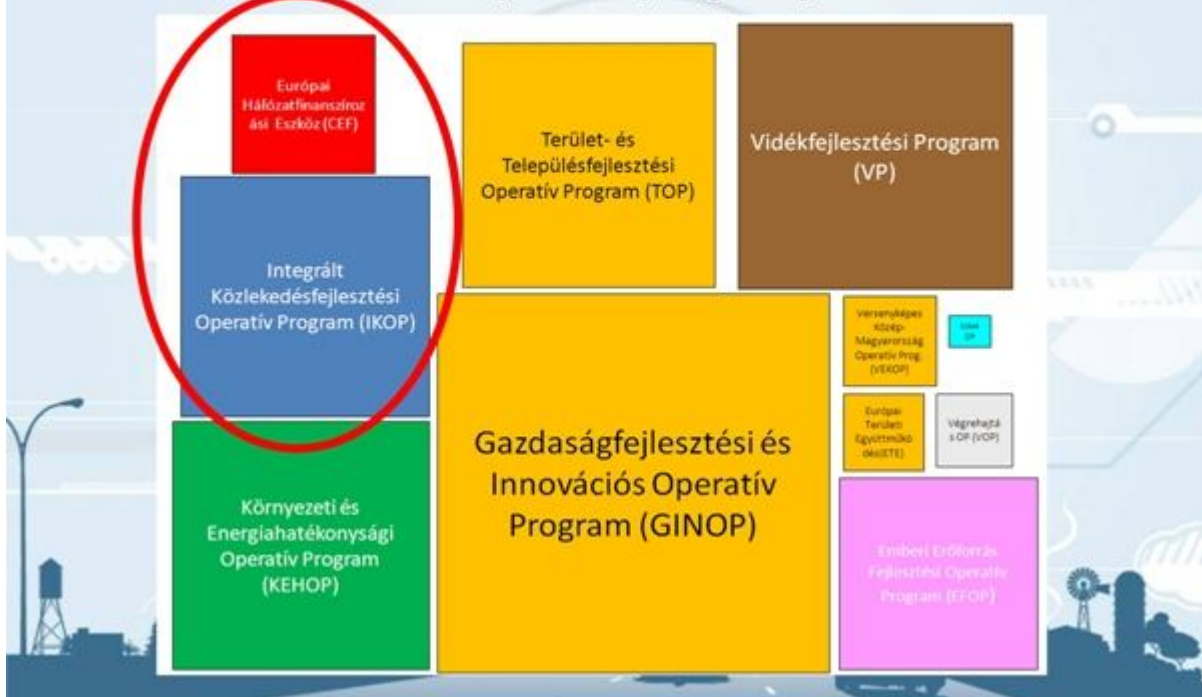 Európai
Hálózatfinanszíroz
ási Eszköz (CEF)
Terület- és
Településfejlesztési
Operatív Program (TOP)
Vidékfejlesztési Program
(VP)
Integrált
Közlekedésfejlesztési
Operatív Program (IKOP)
Versenyképes
Közép-
Magyarország
Operatív Prog.
(VEKOP)
OP
Gazdaságfejlesztési és
Innovációs Operatív
Program (GINOP)
Európai
Területi
Együttműkö
dés(ETE)
Végrehajtá
s OP (VOP)
Környezeti és
Energiahatékonysági
Operatív Program
(KEHOP)
Emberi Erőforrás
Fejlesztési Operatív
Program (EFOP)